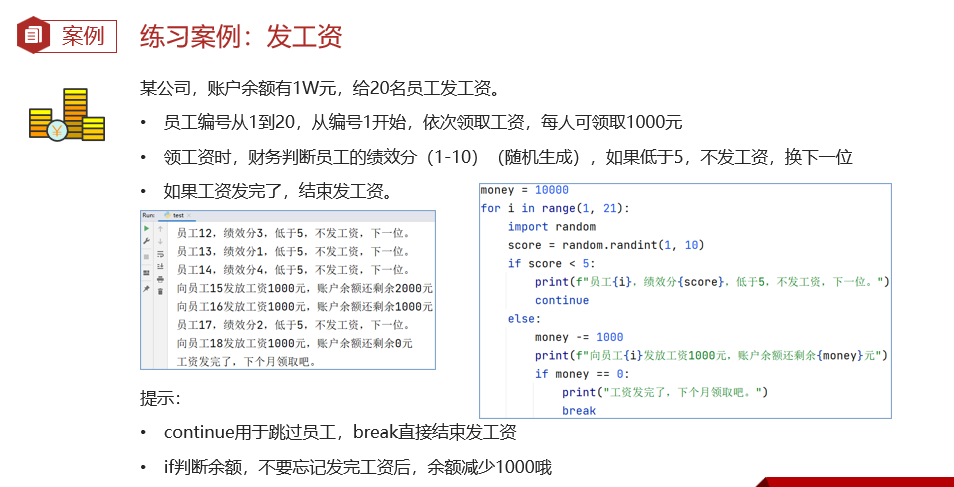 案例
练习案例：发工资
某公司，账户余额有1W元，给20名员工发工资。
• 员工编号从1到20，从编号1开始，依次领取工资，每人可领取1000元
• 领工资时，财务判断员工的绩效分（1-10）（随机生成），如果低于5，不发工资，换下一位
• 如果工资发完了，结束发工资。
Run: test ×
员工12，绩效分3，低于5，不发工资，下一位。
员工13，绩效分1，低于5，不发工资，下一位。
员工14，绩效分4，低于5，不发工资，下一位。
向员工15发放工资1000元，账户余额还剩余2000元
向员工16发放工资1000元，账户余额还剩余1000元
员工17，绩效分2，低于5，不发工资，下一位。
向员工18发放工资1000元，账户余额还剩余0元
工资发完了，下个月领取吧。
money = 10000
for i in range(1, 21):
    import random
    score = random.randint(1, 10)
    if score < 5:
        print(f"员工{i}，绩效分{score}，低于5，不发工资，下一位。")
        continue
    else:
        money -= 1000
        print(f"向员工{i}发放工资1000元，账户余额还剩余{money}元")
        if money == 0:
            print("工资发完了，下个月领取吧。")
            break
提示：
• continue用于跳过员工，break直接结束发工资
• if判断余额，不要忘记发完工资后，余额减少1000哦